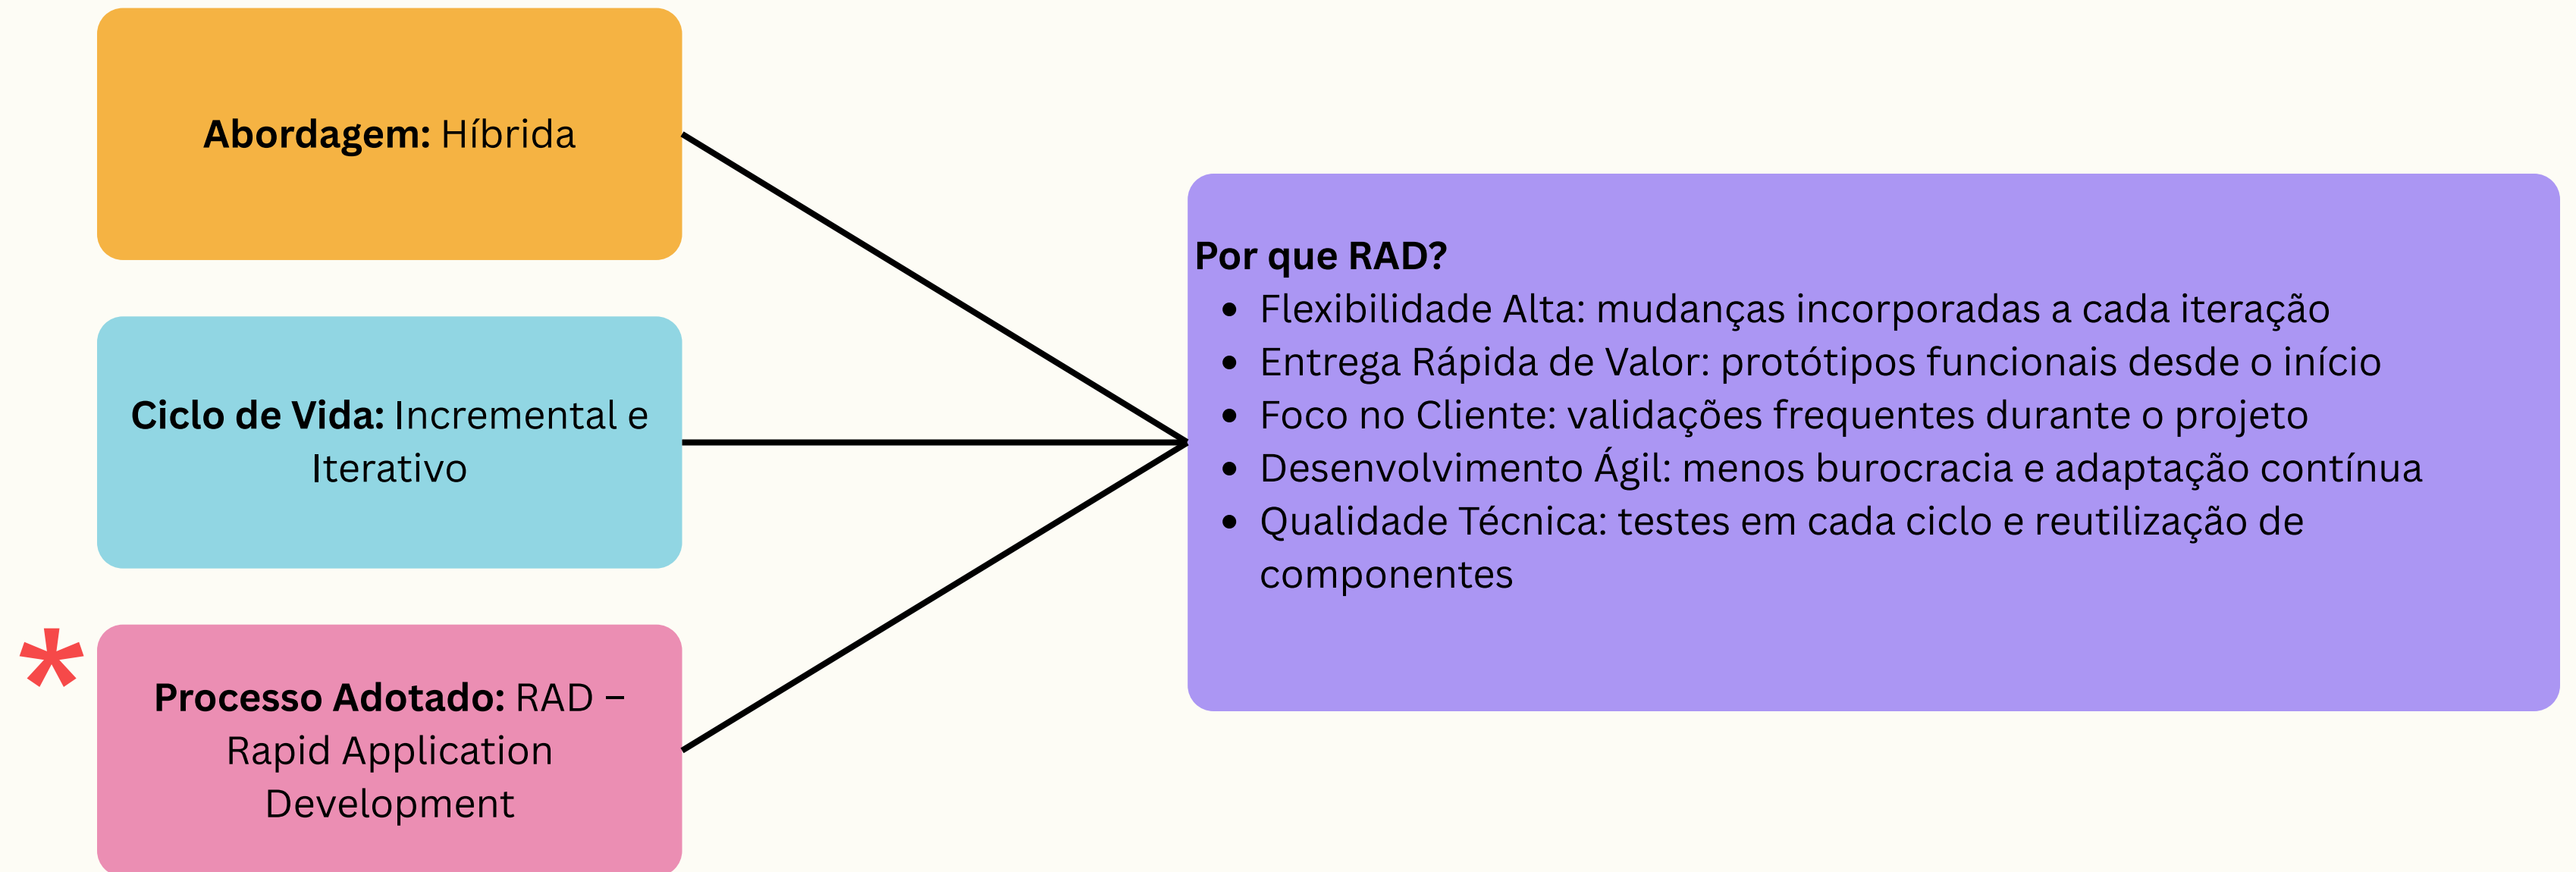 Abordagem: Híbrida
Ciclo de Vida: Incremental e
Iterativo
*
Processo Adotado: RAD –
Rapid Application
Development
Por que RAD?
• Flexibilidade Alta: mudanças incorporadas a cada iteração
• Entrega Rápida de Valor: protótipos funcionais desde o início
• Foco no Cliente: validações frequentes durante o projeto
• Desenvolvimento Ágil: menos burocracia e adaptação contínua
• Qualidade Técnica: testes em cada ciclo e reutilização de
componentes